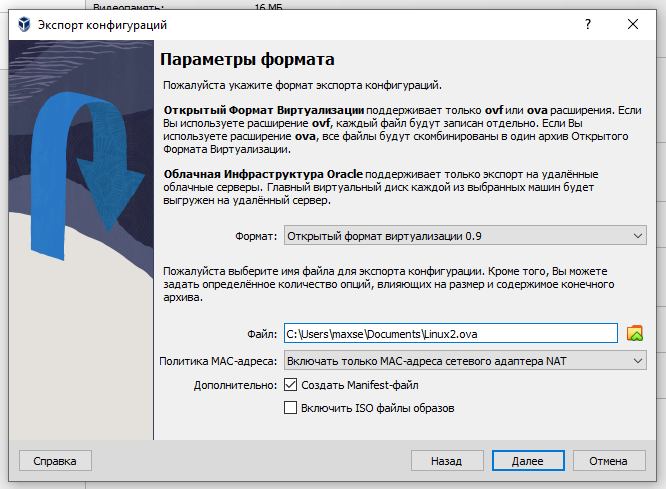 Видеопамять: 16 МБ
Экспорт конфигураций
Параметры формата
Пожалуйста укажите формат экспорта конфигураций.
Открытый Формат Виртуализации поддерживает только ovf или ova расширения. Если
Вы используете расширение ovf, каждый файл будут записан отдельно. Если Вы
используете расширение ova, все файлы будут скомбинированы в один архив Открытого
Формата Виртуализации.
Облачная Инфраструктура Oracle поддерживает только экспорт на удалённые
облачные серверы. Главный виртуальный диск каждой из выбранных машин будет
выгружен на удалённый сервер.
Формат: Открытый формат виртуализации 0.9
Пожалуйста выберите имя файла для экспорта конфигурации. Кроме того, Вы можете
задать определённое количество опций, влияющих на размер и содержимое конечного
архива.
Файл: C:\Users\maxse\Documents\Linux2.ova
Политика MAC-адреса: Включать только MAC-адреса сетевого адаптера NAT
Дополнительно: Создать Manifest-файл
Включить ISO файлы образов
Справка Назад Далее Отмена